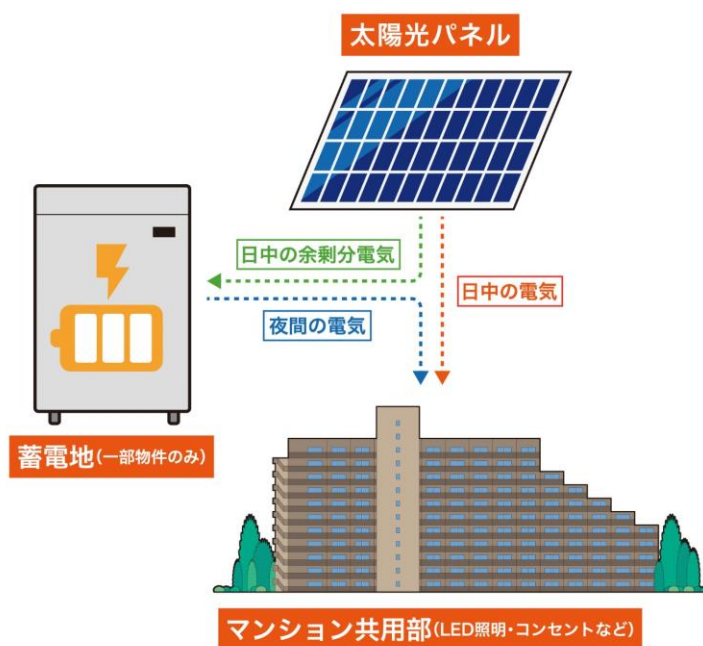 太陽光パネル
日中の余剰分電気
日中の電気
夜間の電気
蓄電地(一部物件のみ)
マンション共用部(LED照明・コンセントなど)